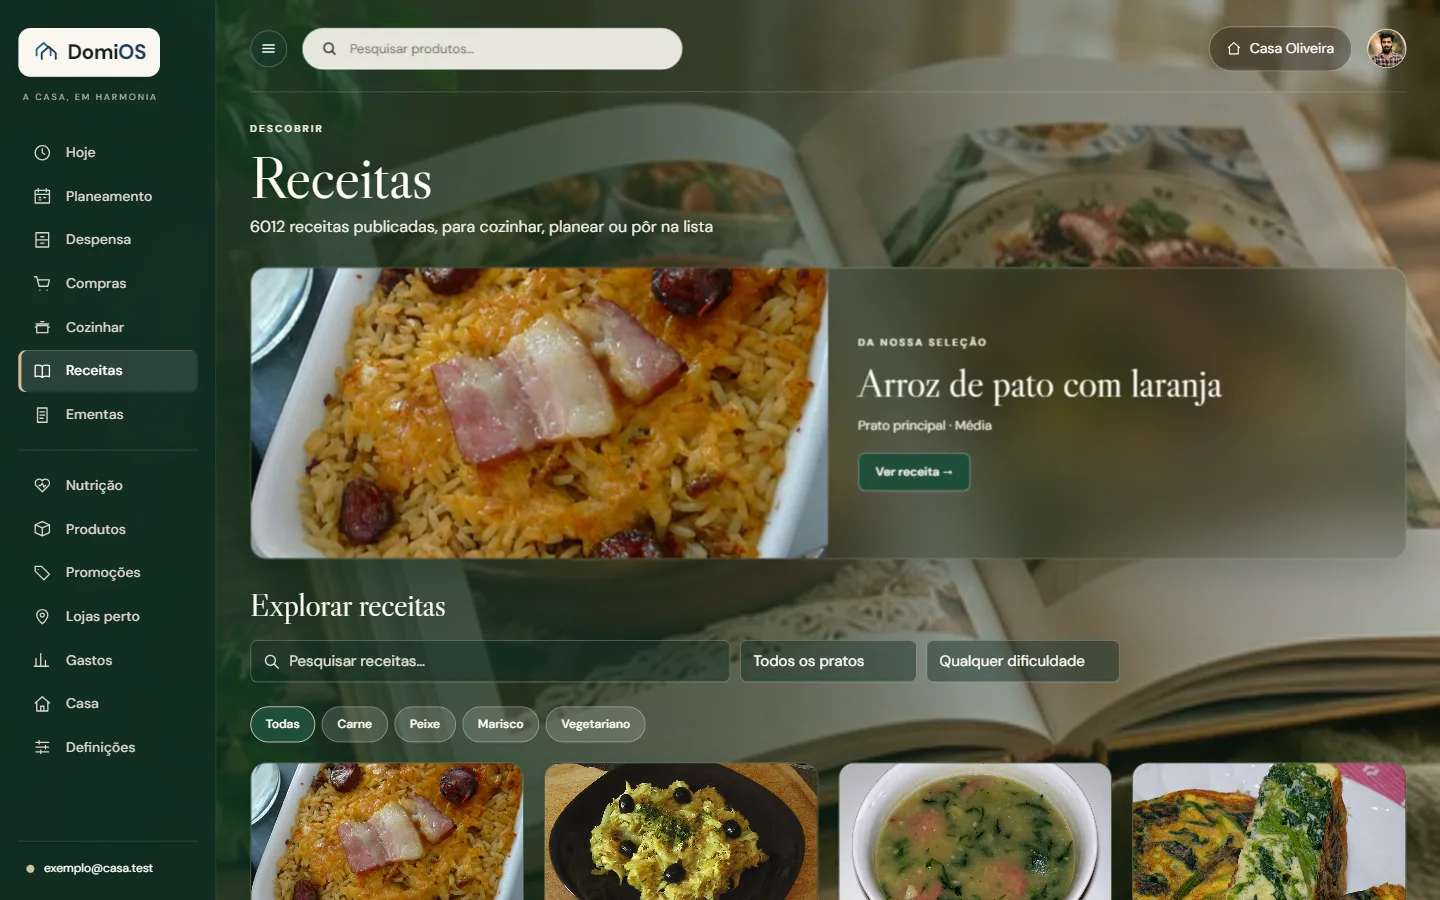 DomiOS
A CASA, EM HARMONIA
Hoje
Planeamento
Despensa
Compras
Cozinhar
Receitas
Ementas
Nutrição
Produtos
Promoções
Lojas perto
Gastos
Casa
Definições
exemplo@casa.test
Pesquisar produtos...
Casa Oliveira
DESCOBRIR
Receitas
6012 receitas publicadas, para cozinhar, planear ou pôr na lista
DA NOSSA SELEÇÃO
Arroz de pato com laranja
Prato principal · Média
Ver receita →
Explorar receitas
Pesquisar receitas...
Todos os pratos
Qualquer dificuldade
Todas
Carne
Peixe
Marisco
Vegetariano